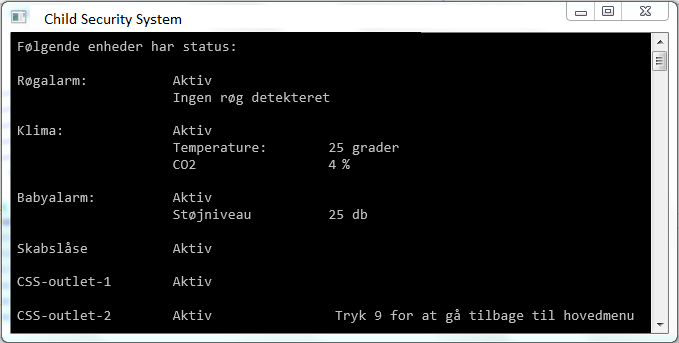 Child Security System
Følgende enheder har status:
Røgalarm: Aktiv
Ingen røg detekteret
Klima: Aktiv
Temperature: 25 grader
CO2 4 %
Babyalarm: Aktiv
Støjniveau 25 db
Skabslåse Aktiv
CSS-outlet-1 Aktiv
CSS-outlet-2 Aktiv Tryk 9 for at gå tilbage til hovedmenu